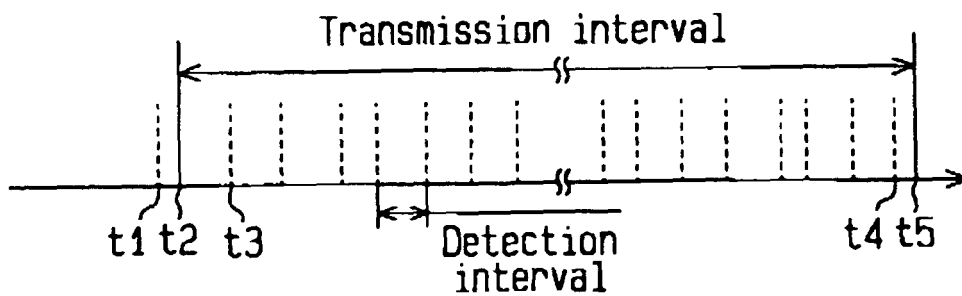 Transmission interval
t1 t2 t3 t4 t5
Detection
interval